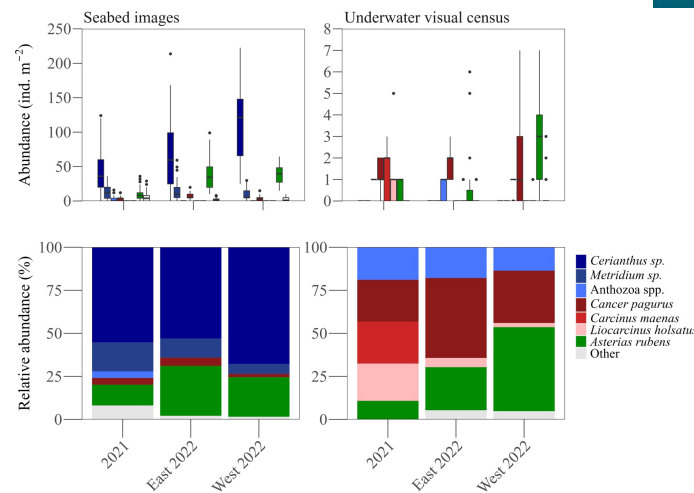 Seabed images
Underwater visual census
Abundance (ind. m⁻²)
250
200
150
100
50
0
8
7
6
5
4
3
2
1
0
Relative abundance (%)
100
75
50
25
0
100
75
50
25
0
2021
East 2022
West 2022
2021
East 2022
West 2022
Cerianthus sp.
Metridium sp.
Anthozoa spp.
Cancer pagurus
Carcinus maenas
Liocarcinus holsatus
Asterias rubens
Other